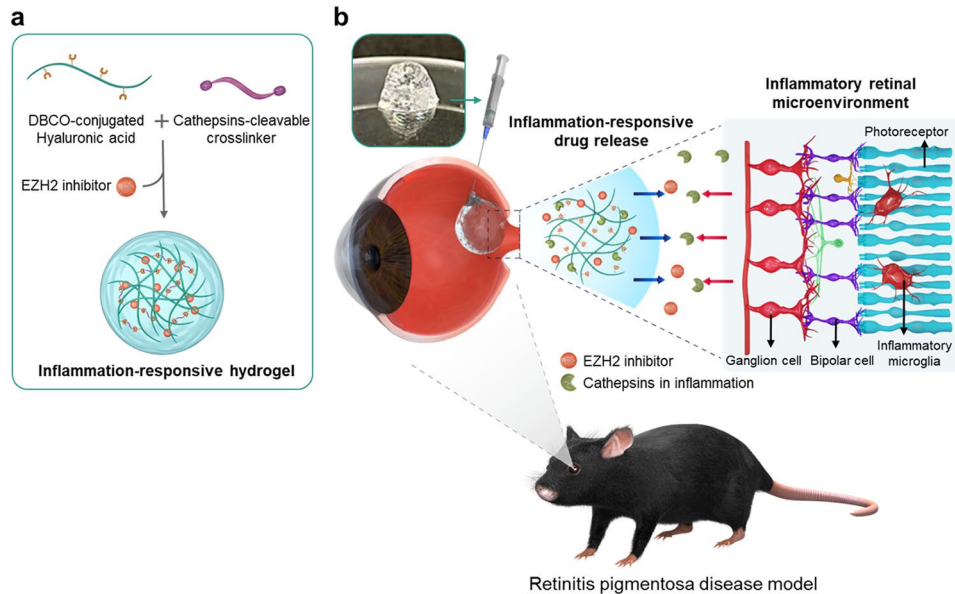 a
DBCO-conjugated
Hyaluronic acid
+
Cathepsins-cleavable
crosslinker
EZH2 inhibitor
Inflammation-responsive hydrogel
b
Inflammation-responsive
drug release
Inflammatory retinal
microenvironment
Photoreceptor
Ganglion cell
Bipolar cell
Inflammatory
microglia
EZH2 inhibitor
Cathepsins in inflammation
Retinitis pigmentosa disease model